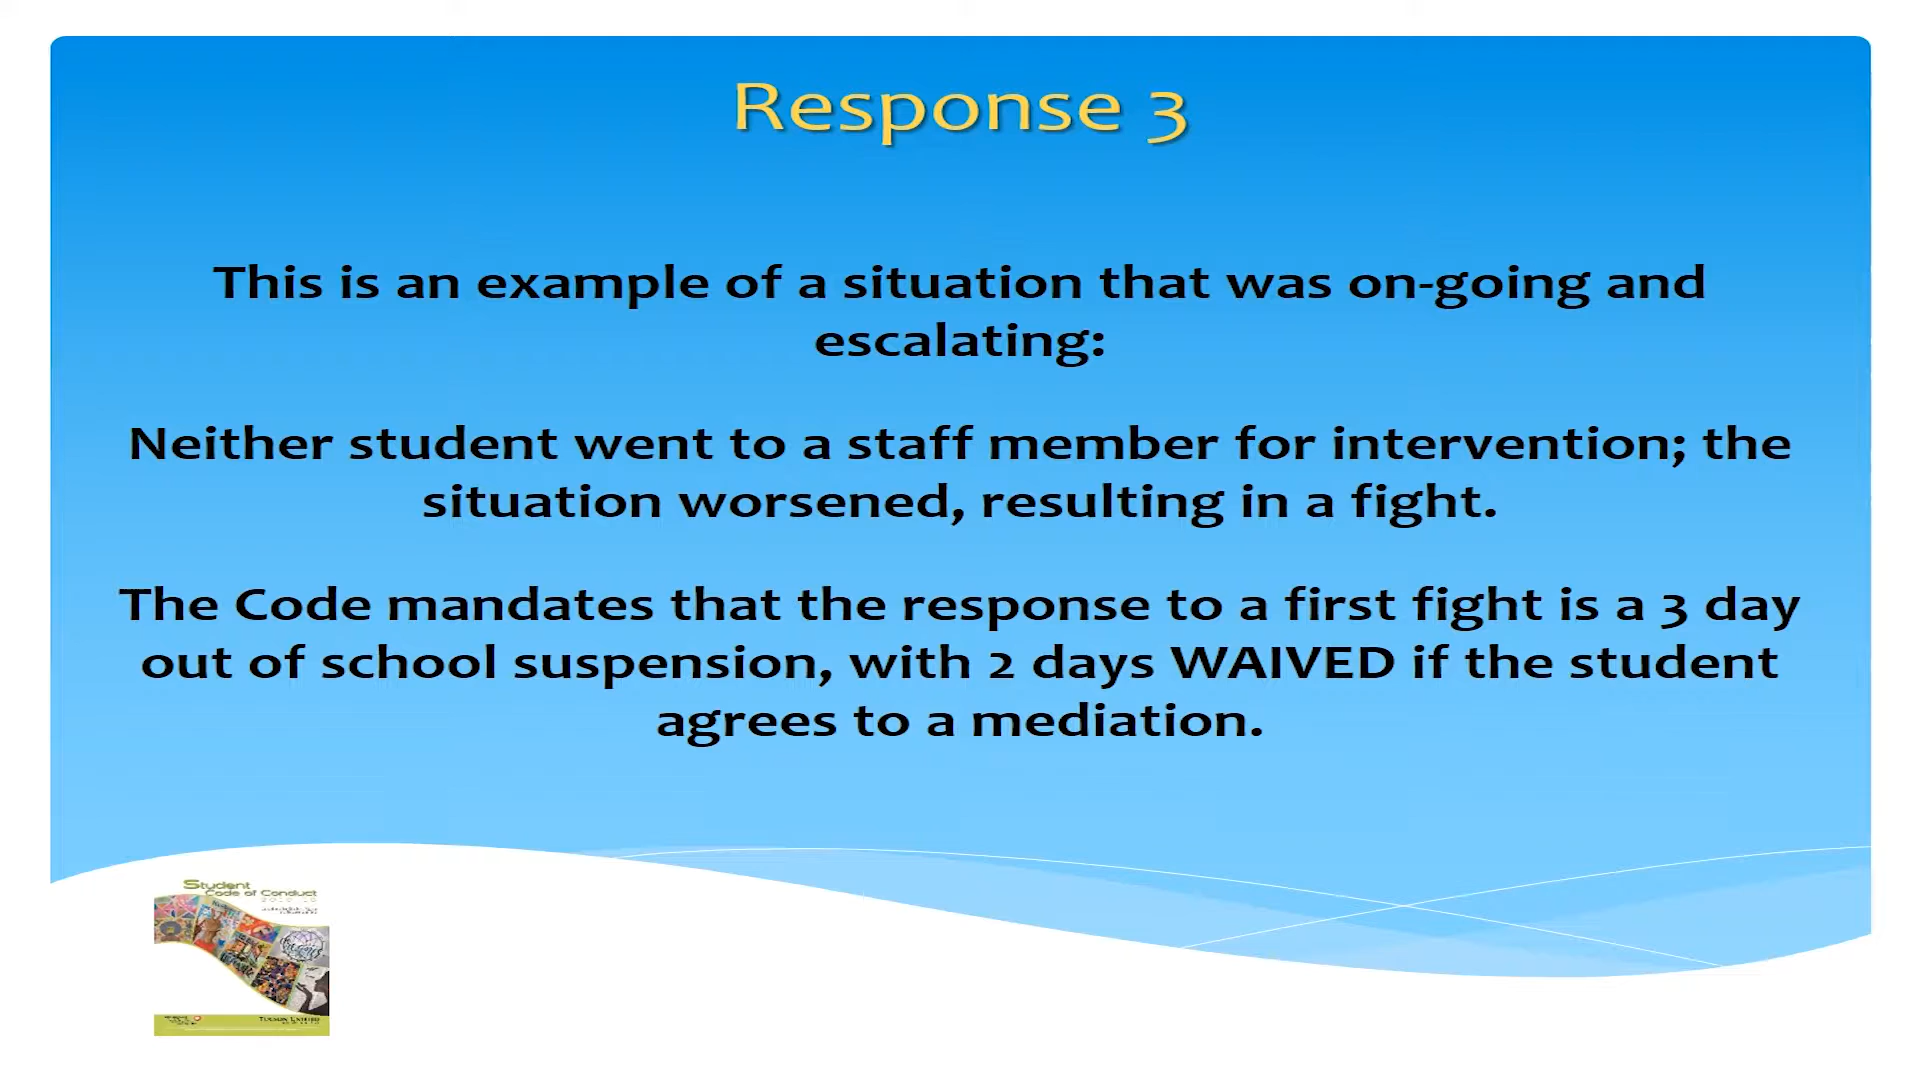 Response 3
This is an example of a situation that was on-going and
escalating:
Neither student went to a staff member for intervention; the
situation worsened, resulting in a fight.
The Code mandates that the response to a first fight is a 3 day
out of school suspension, with 2 days WAIVED if the student
agrees to a mediation.
Student
Code of Conduct
Tucson Unified